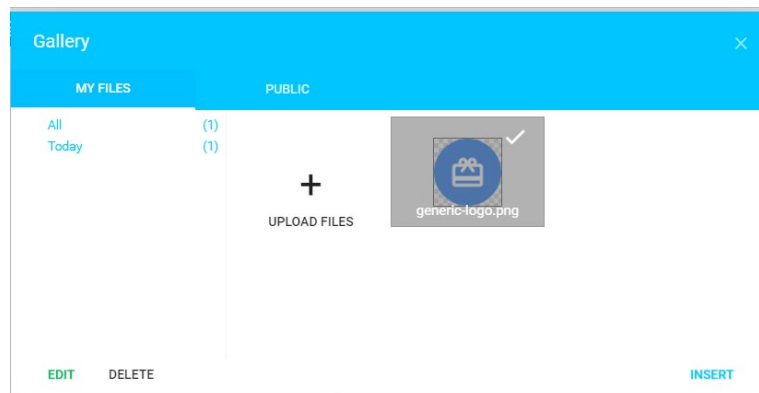 Gallery
MY FILES
PUBLIC
All (1)
Today (1)
UPLOAD FILES
generic-logo.png
EDIT
DELETE
INSERT